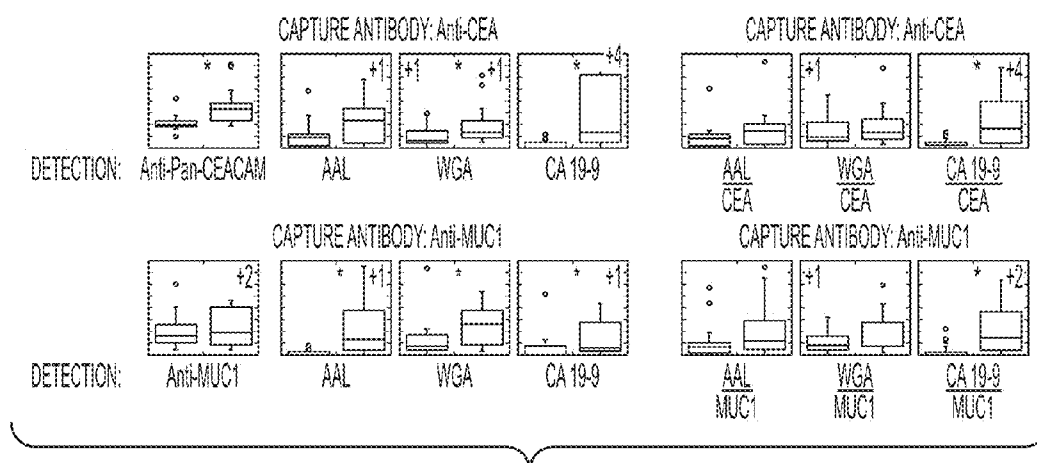 CAPTURE ANTIBODY: Anti-CEA CAPTURE ANTIBODY: Anti-CEA
* +1 +1 * +1 * +4 +1 * +4
DETECTION: Anti-Pan-CEACAM AAL WGA CA 19-9 AAL WGA CA 19-9
CEA CEA CEA
CAPTURE ANTIBODY: Anti-MUC1 CAPTURE ANTIBODY: Anti-MUC1
+2 * +1 * * +1 +1 * +2
DETECTION: Anti-MUC1 AAL WGA CA 19-9 AAL WGA CA 19-9
MUC1 MUC1 MUC1